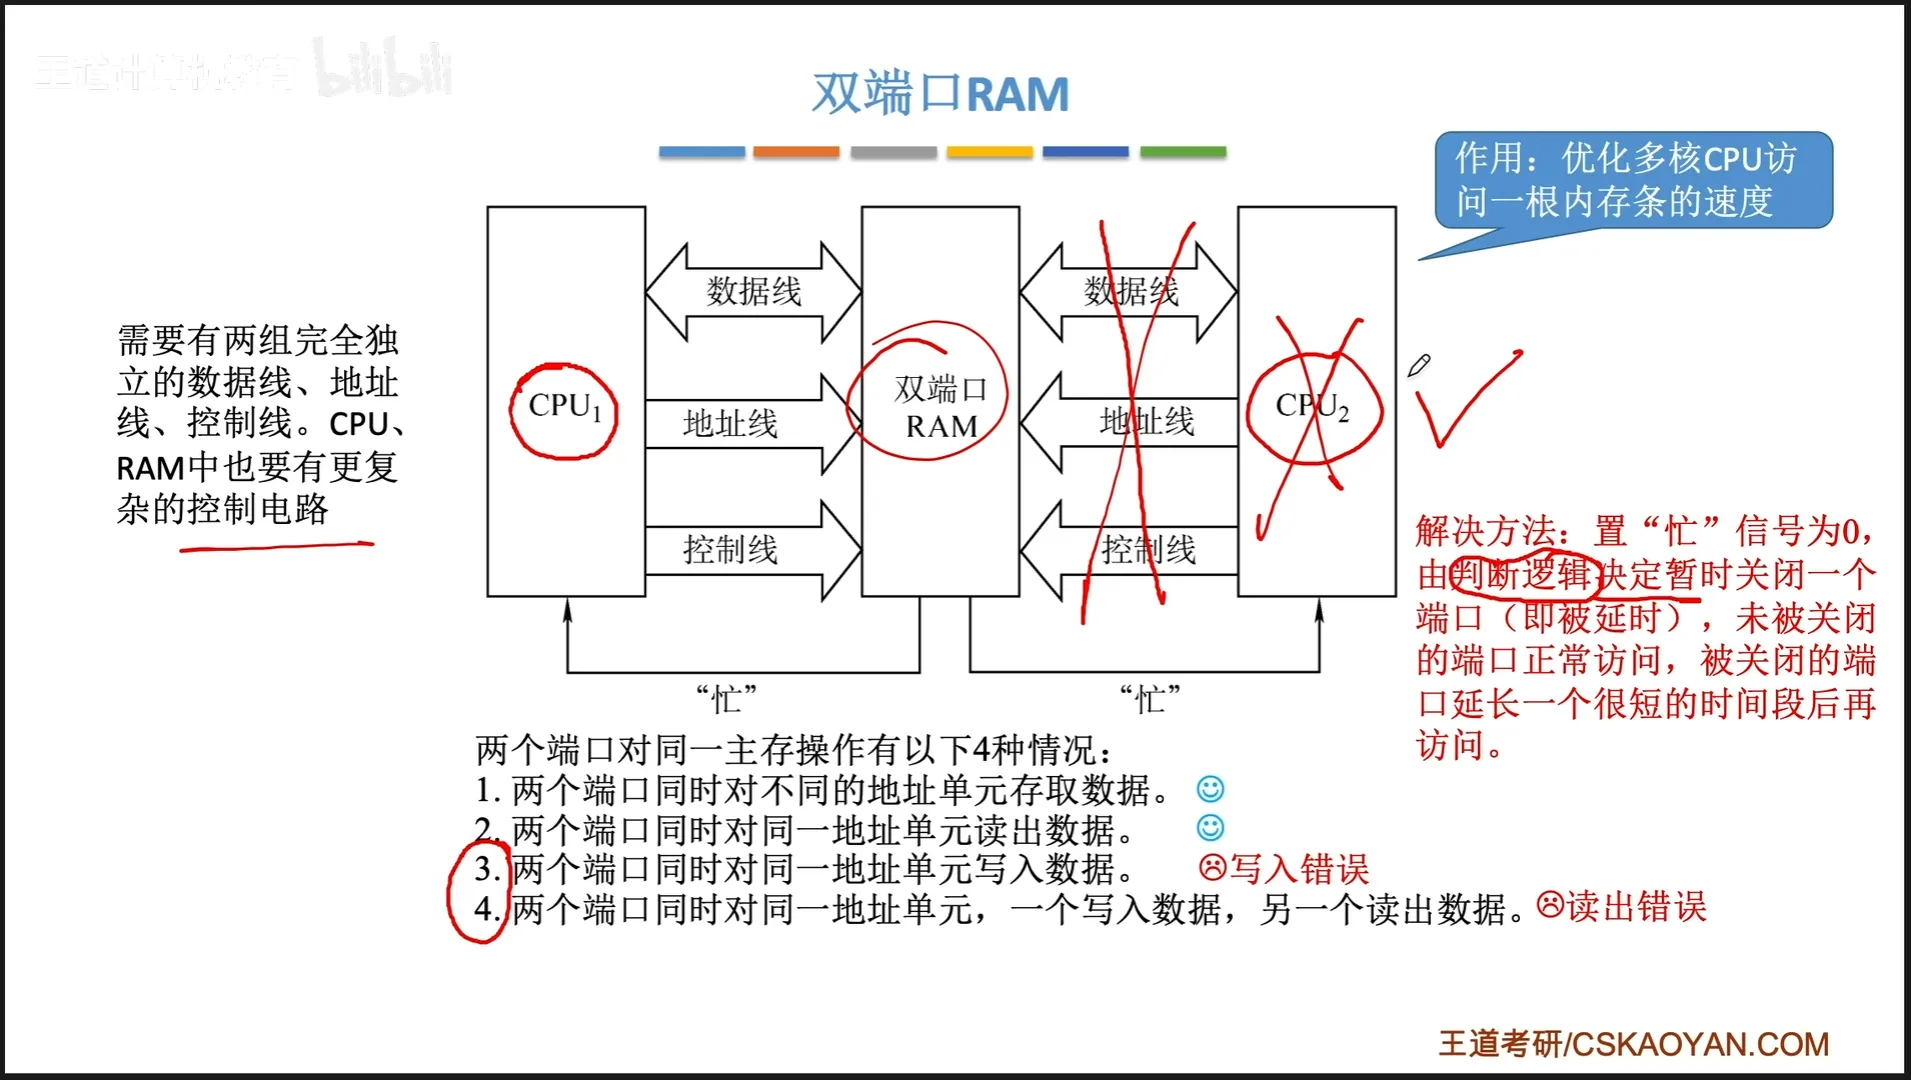 王道计算机教育 bilibili
双端口RAM
作用：优化多核CPU访
问一根内存条的速度
需要有两组完全独
立的数据线、地址
线、控制线。CPU、
RAM中也要有更复
杂的控制电路
数据线
数据线
CPU1
双端口
RAM
CPU2
地址线
地址线
控制线
控制线
“忙”
“忙”
解决方法：置“忙”信号为0，
由判断逻辑决定暂时关闭一个
端口（即被延时），未被关闭
的端口正常访问，被关闭的端
口延长一个很短的时间段后再
访问。
两个端口对同一主存操作有以下4种情况：
1. 两个端口同时对不同的地址单元存取数据。
2. 两个端口同时对同一地址单元读出数据。
3. 两个端口同时对同一地址单元写入数据。 写入错误
4. 两个端口同时对同一地址单元，一个写入数据，另一个读出数据。 读出错误
王道考研/CSKAOYAN.COM